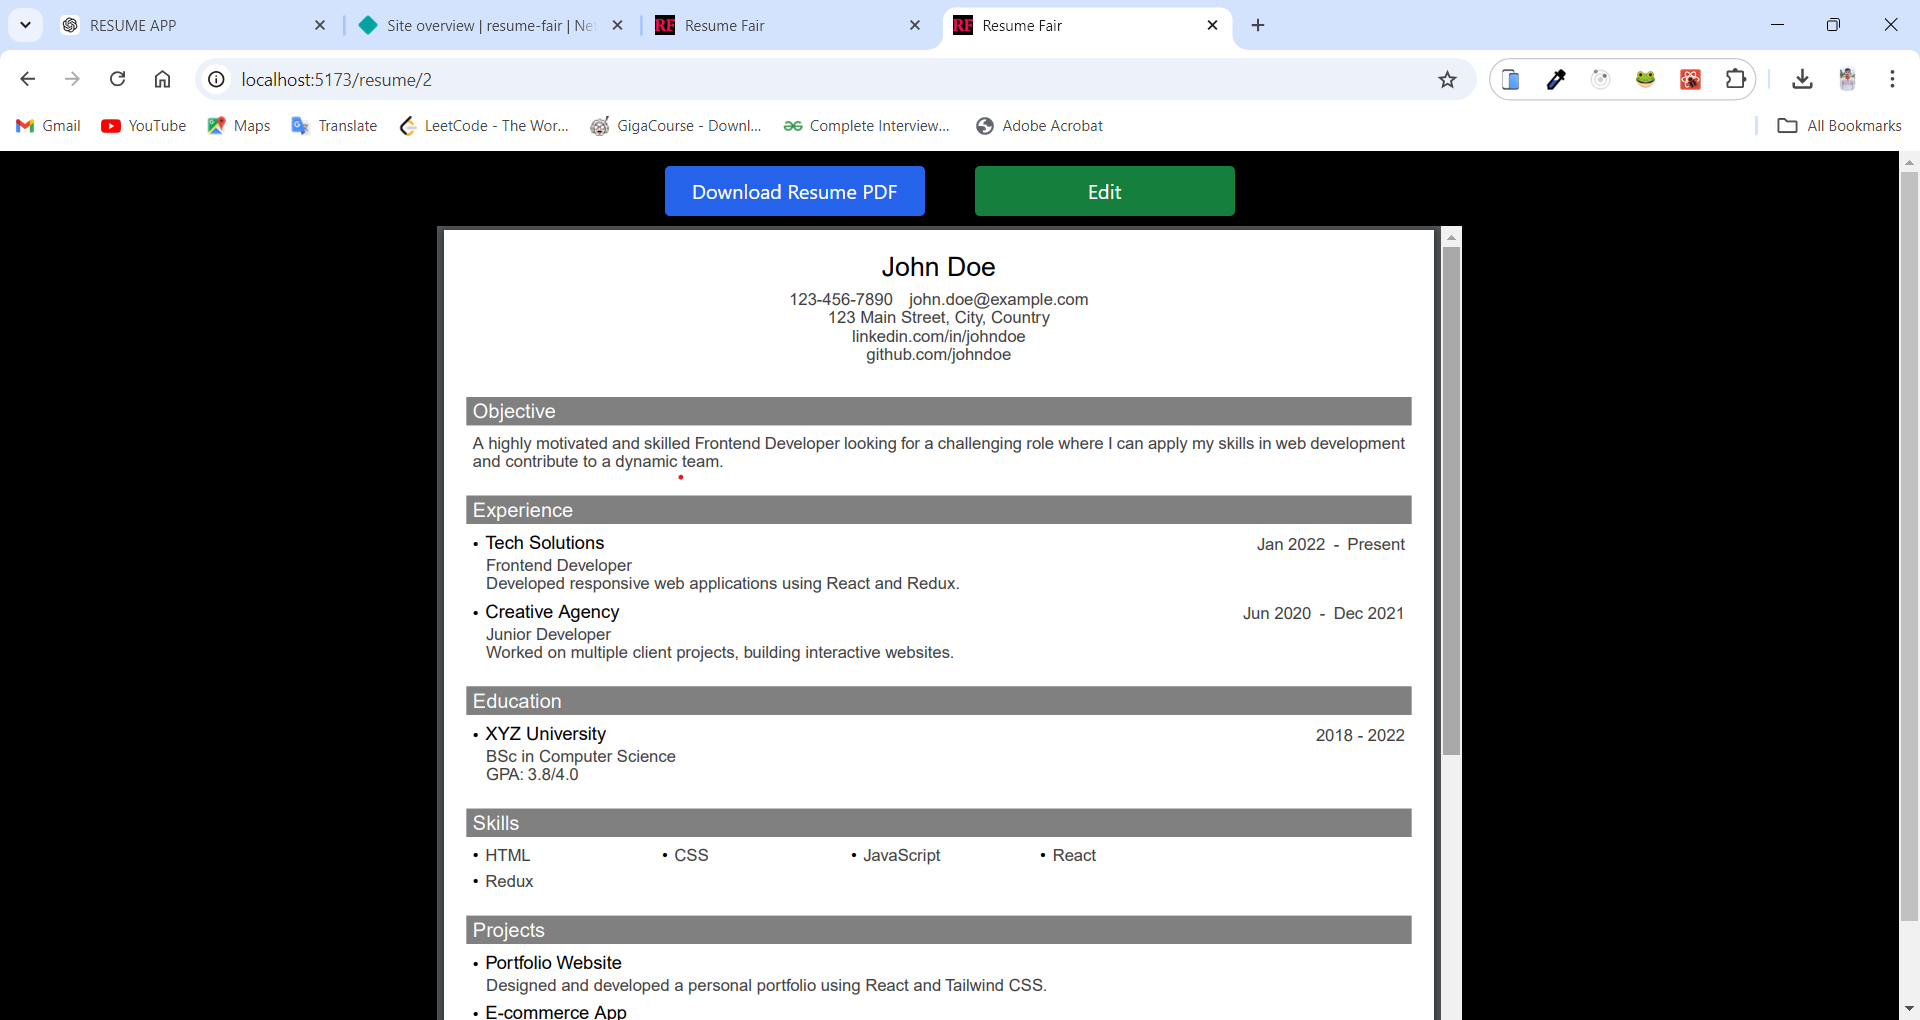 RESUME APP
Site overview | resume-fair | Net
Resume Fair
Resume Fair
localhost:5173/resume/2
Gmail
YouTube
Maps
Translate
LeetCode - The Wor...
GigaCourse - Downl...
Complete Interview...
Adobe Acrobat
All Bookmarks
Download Resume PDF
Edit
John Doe
123-456-7890 john.doe@example.com
123 Main Street, City, Country
linkedin.com/in/johndoe
github.com/johndoe
Objective
A highly motivated and skilled Frontend Developer looking for a challenging role where I can apply my skills in web development
and contribute to a dynamic team.
Experience
• Tech Solutions Jan 2022 - Present
Frontend Developer
Developed responsive web applications using React and Redux.
• Creative Agency Jun 2020 - Dec 2021
Junior Developer
Worked on multiple client projects, building interactive websites.
Education
• XYZ University 2018 - 2022
BSc in Computer Science
GPA: 3.8/4.0
Skills
• HTML • CSS • JavaScript • React
• Redux
Projects
• Portfolio Website
Designed and developed a personal portfolio using React and Tailwind CSS.
• E-commerce App